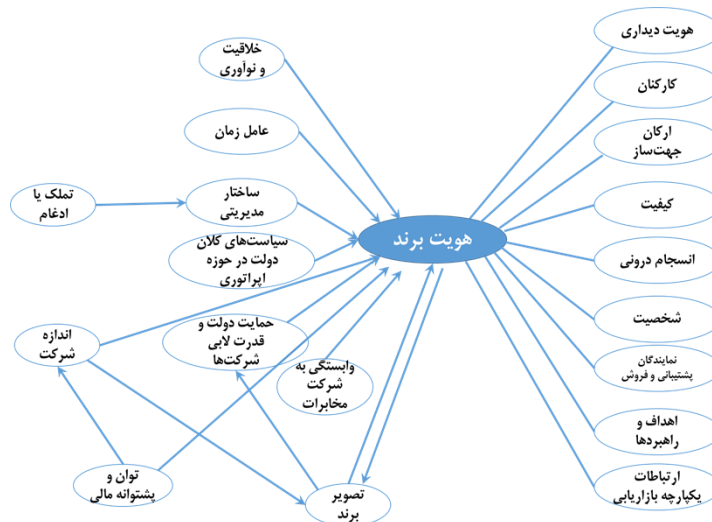 هویت دیداری
کارکنان
ارکان
جهت‌ساز
کیفیت
انسجام درونی
شخصیت
نمایندگان
پشتیبانی و فروش
اهداف و
راهبردها
ارتباطات
یکپارچه بازاریابی
هویت برند
خلاقیت
و نوآوری
عامل زمان
ساختار
مدیریتی
تملک یا
ادغام
سیاست‌های کلان
دولت در حوزه
اپراتوری
حمایت دولت و
قدرت لابی
شرکت‌ها
وابستگی به
شرکت
مخابرات
اندازه
شرکت
توان و
پشتوانه مالی
تصویر
برند